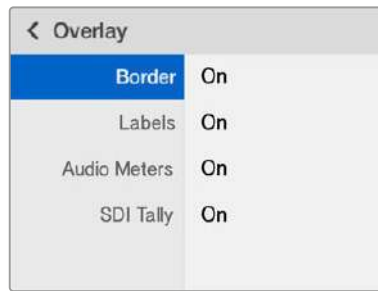 Overlay
Border On
Labels On
Audio Meters On
SDI Tally On